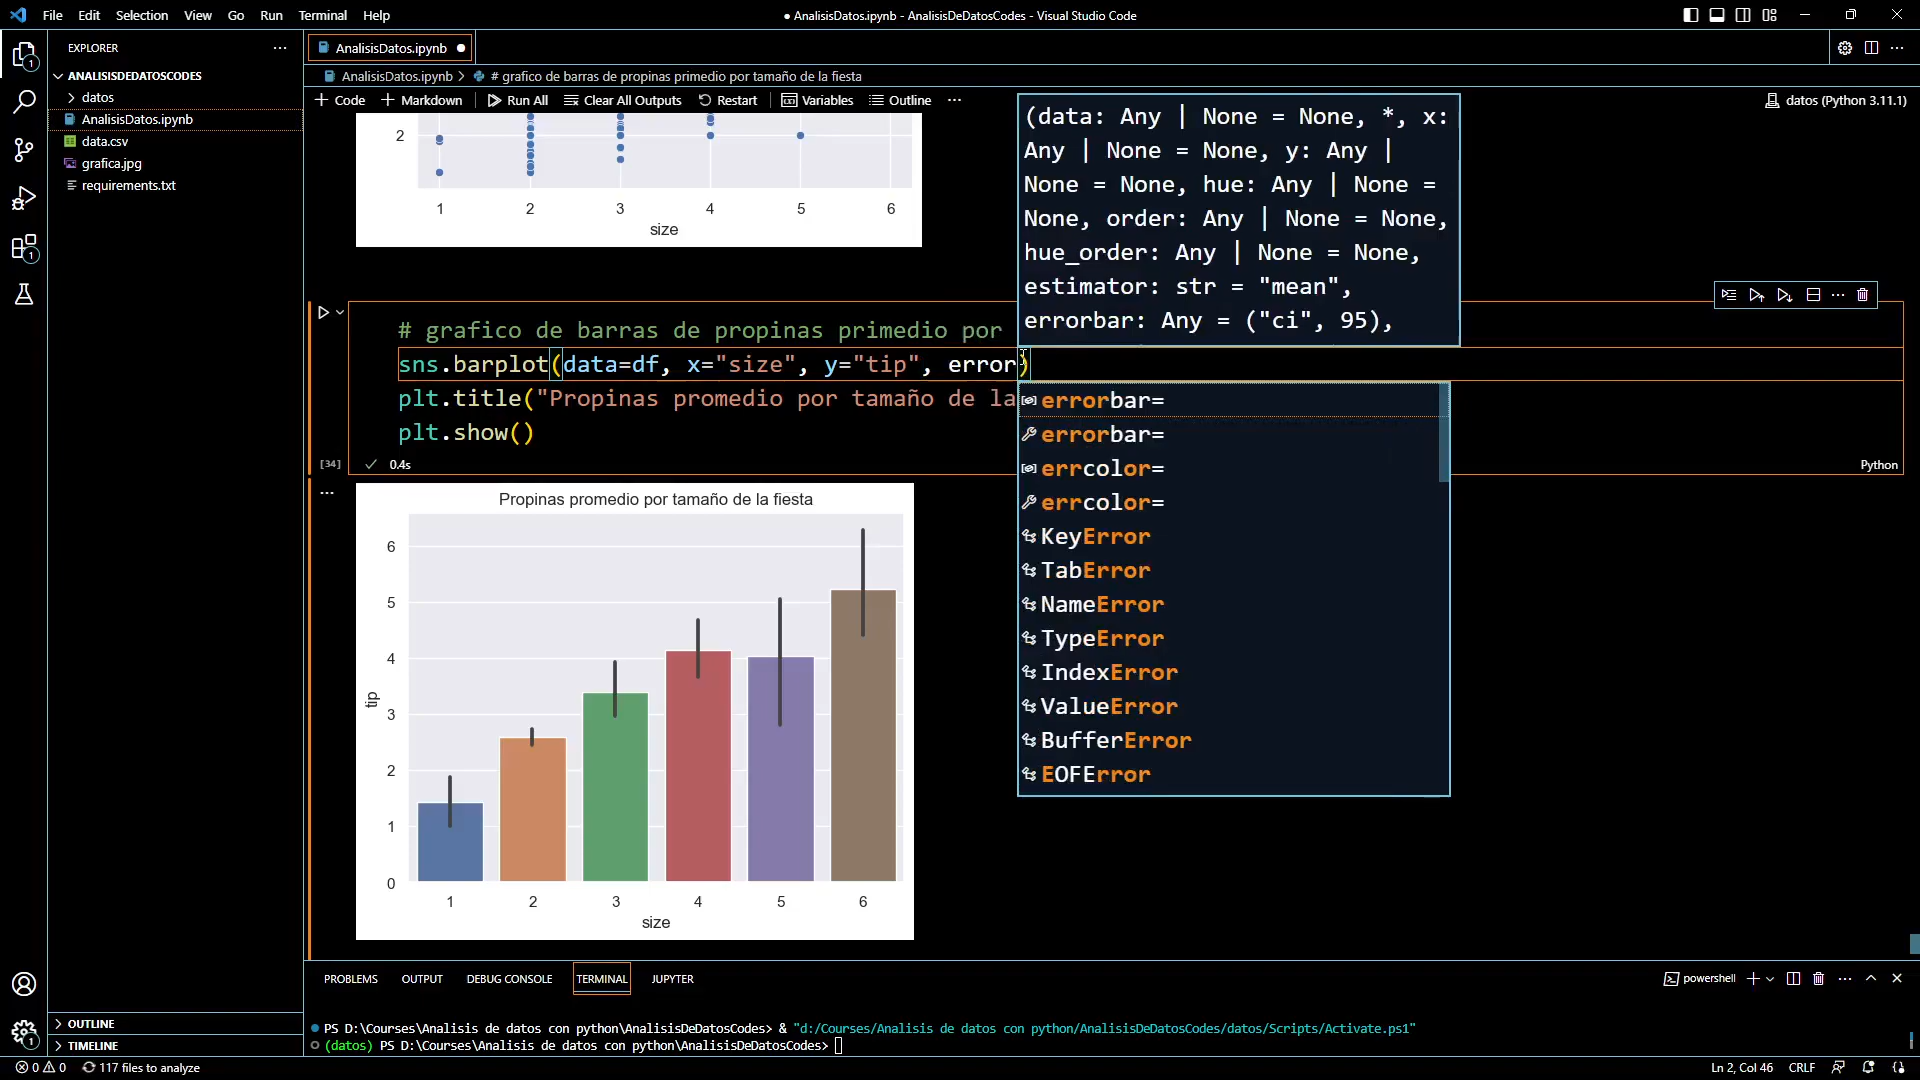 File Edit Selection View Go Run Terminal Help
● AnalisisDatos.ipynb - AnalisisDeDatosCodes - Visual Studio Code
EXPLORER
ANALISISDEDATOSCODES
datos
AnalisisDatos.ipynb
data.csv
grafica.jpg
requirements.txt
OUTLINE
TIMELINE
AnalisisDatos.ipynb
AnalisisDatos.ipynb > # grafico de barras de propinas primedio por tamaño de la fiesta
+ Code + Markdown Run All Clear All Outputs Restart Variables Outline ...
datos (Python 3.11.1)
2
1 2 3 4 5 6
size
(data: Any | None = None, *, x:
Any | None = None, y: Any |
None = None, hue: Any | None =
None, order: Any | None = None,
hue_order: Any | None = None,
estimator: str = "mean",
errorbar: Any = ("ci", 95),
# grafico de barras de propinas primedio por
sns.barplot(data=df, x="size", y="tip", error)
plt.title("Propinas promedio por tamaño de la
plt.show()
[34] 0.4s
Python
errorbar=
errorbar=
errcolor=
errcolor=
KeyError
TabError
NameError
TypeError
IndexError
ValueError
BufferError
EOFError
Propinas promedio por tamaño de la fiesta
6
5
4
3
2
1
0
tip
1 2 3 4 5 6
size
PROBLEMS OUTPUT DEBUG CONSOLE TERMINAL JUPYTER
powershell
PS D:\Courses\Analisis de datos con python\AnalisisDeDatosCodes> & "d:/Courses/Analisis de datos con python/AnalisisDeDatosCodes/datos/Scripts/Activate.ps1"
(datos) PS D:\Courses\Analisis de datos con python\AnalisisDeDatosCodes>
0 0 117 files to analyze
Ln 2, Col 46 CRLF